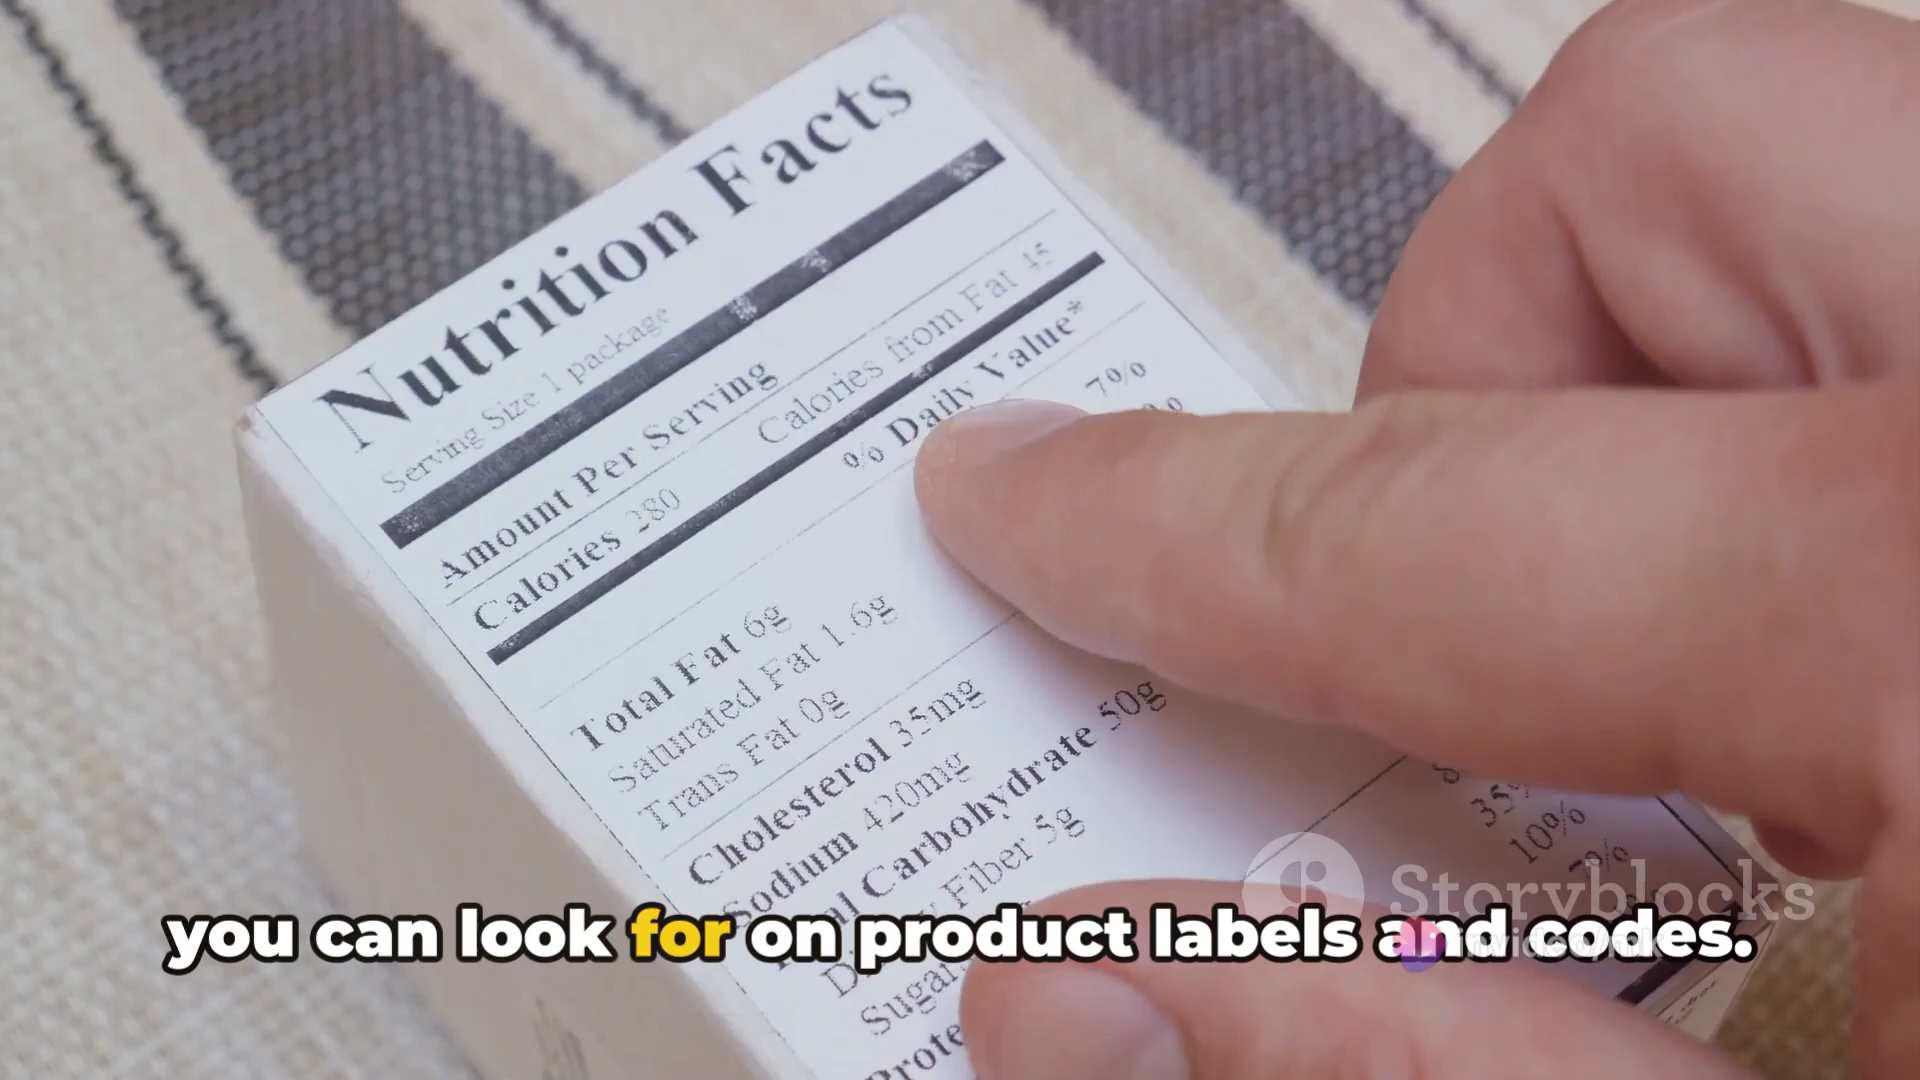 Nutrition Facts
Serving Size 1 package
Amount Per Serving
Calories 280 Calories from Fat 45
% Daily Value*
Total Fat 6g 7%
Saturated Fat 1.6g
Trans Fat 0g
Cholesterol 35mg
Sodium 420mg
Carbohydrate 50g
Fiber 5g
10%
7%
Storyblocks
you can look for on product labels and codes.